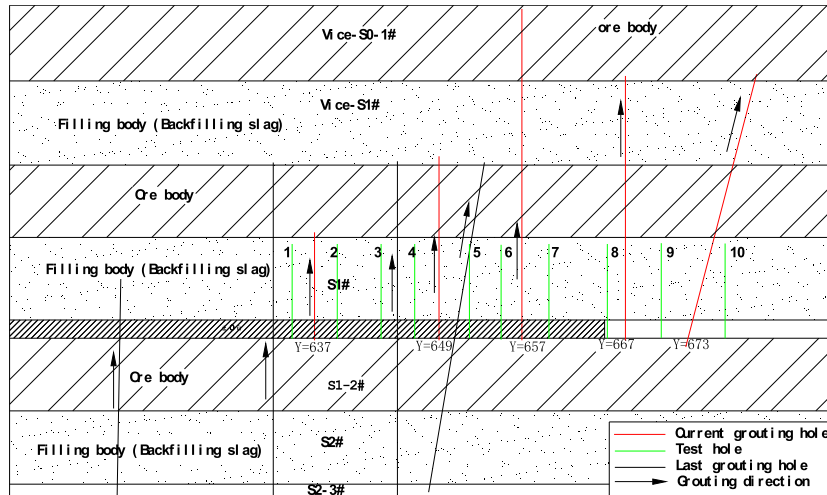 Vice-S0-1#
ore body
Vice-S1#
Filling body (Backfilling slag)
Ore body
1 2 3 4 5 6 7 8 9 10
Filling body (Backfilling slag)
S1#
Y=637 Y=649 Y=657 Y=667 Y=673
Ore body
S1-2#
S2#
Filling body (Backfilling slag)
S2-3#
Current grouting hole
Test hole
Last grouting hole
Grouting direction